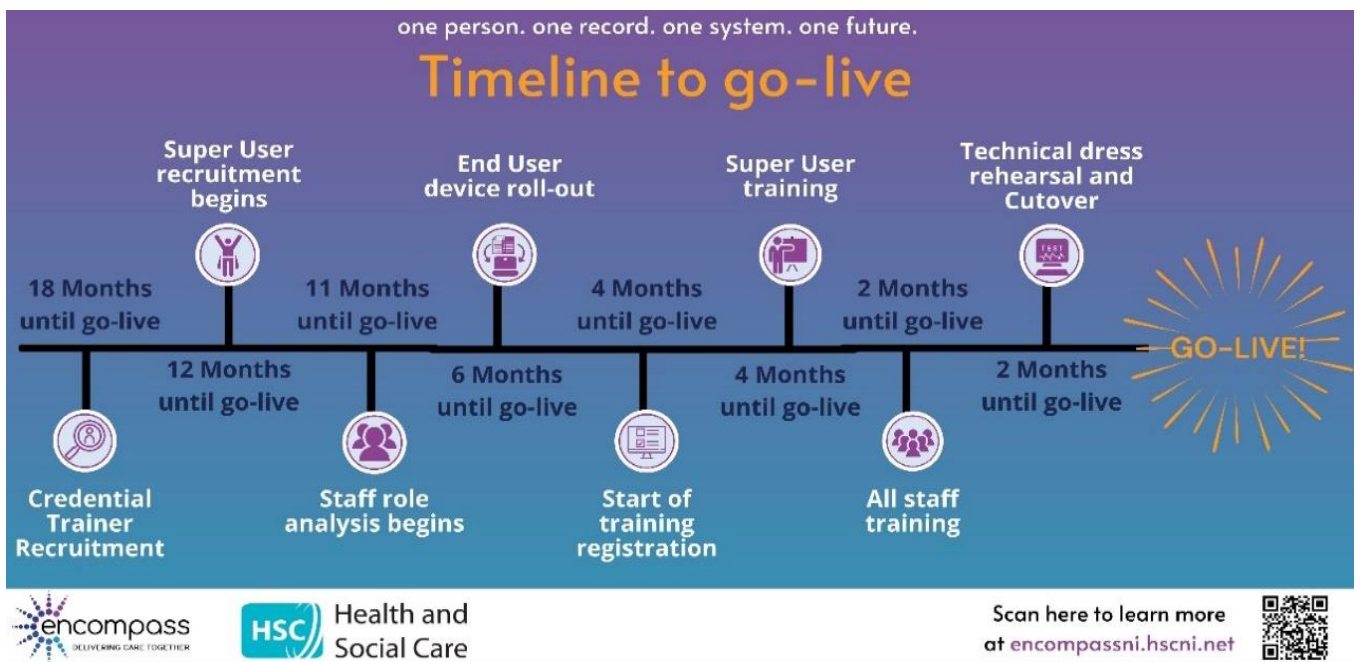 one person. one record. one system. one future.
Timeline to go-live
Super User
recruitment
begins
End User
device roll-out
Super User
training
Technical dress
rehearsal and
Cutover
TEST
18 Months
until go-live
11 Months
until go-live
4 Months
until go-live
2 Months
until go-live
GO-LIVE!
12 Months
until go-live
6 Months
until go-live
4 Months
until go-live
2 Months
until go-live
Credential
Trainer
Recruitment
Staff role
analysis begins
Start of
training
registration
All staff
training
encompass
DELIVERING CARE TOGETHER
HSC
Health and
Social Care
Scan here to learn more
at encompassni.hscni.net